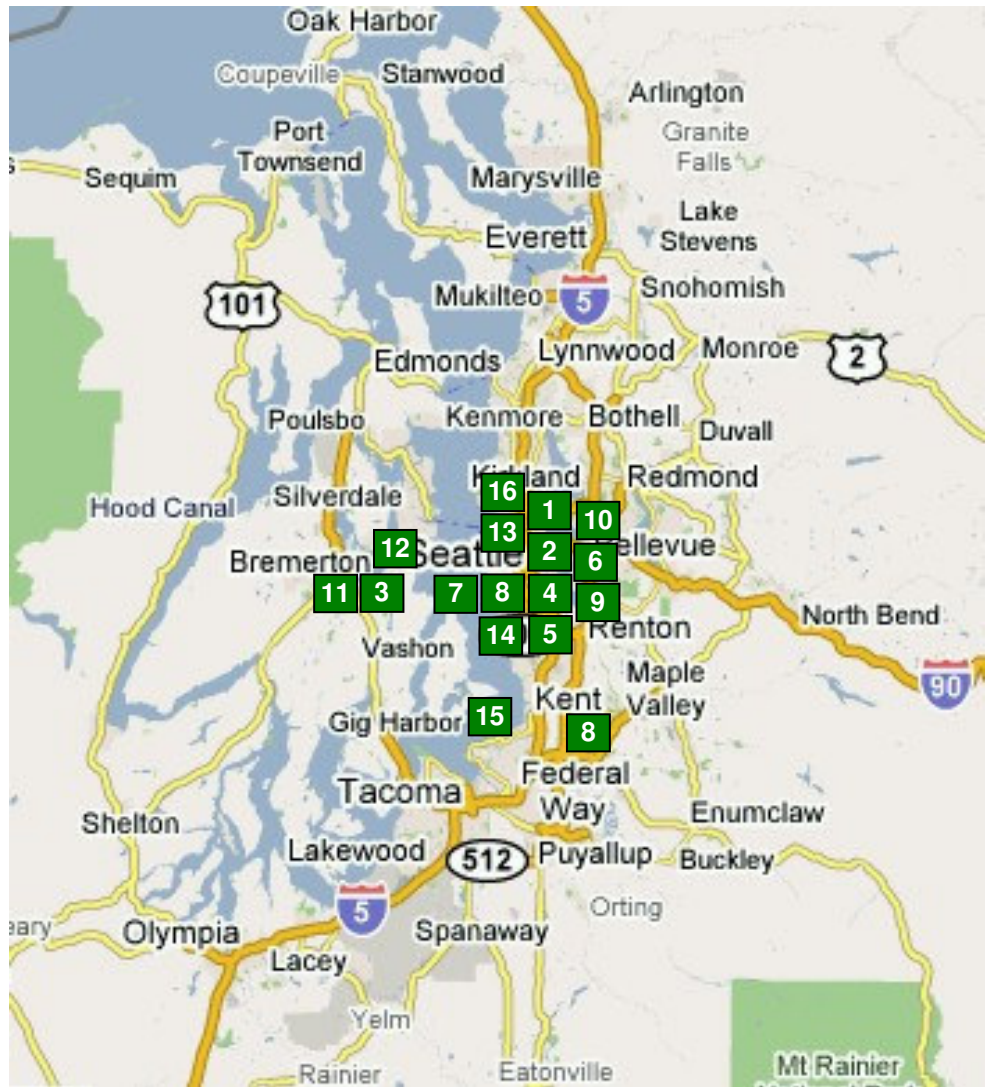 Oak Harbor
Coupeville
Stanwood
Arlington
Port
Townsend
Granite
Falls
Sequim
Marysville
Lake
Stevens
Everett
101
Mukilteo
5
Snohomish
Edmonds
Lynnwood
Monroe
2
Poulsbo
Kenmore
Bothell
Duvall
Kirkland
Redmond
Silverdale
16
Hood Canal
1
10
13
12
Seattle
2
Bellevue
Bremerton
6
11
3
7
8
4
9
North Bend
14
5
Renton
Vashon
Maple
Valley
90
Kent
Gig Harbor
15
8
Federal
Way
Tacoma
Shelton
Enumclaw
Lakewood
512
Puyallup
Buckley
5
Orting
eary
Olympia
Spanaway
Lacey
Yelm
Rainier
Eatonville
Mt Rainier